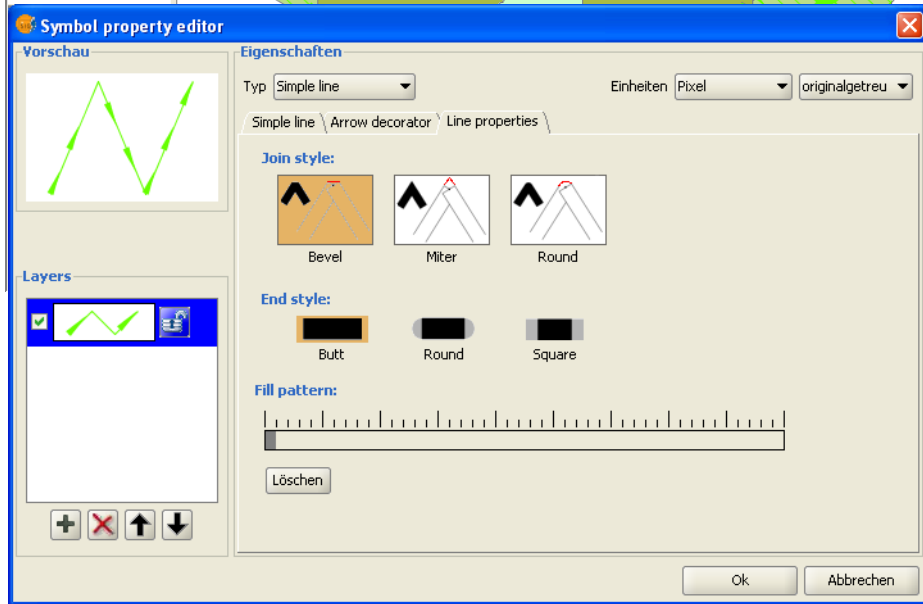 Symbol property editor
Vorschau
Eigenschaften
Typ Simple line
Einheiten Pixel originalgetreu
Simple line Arrow decorator Line properties
Join style:
Bevel Miter Round
Layers
End style:
Butt Round Square
Fill pattern:
Löschen
Ok Abbrechen